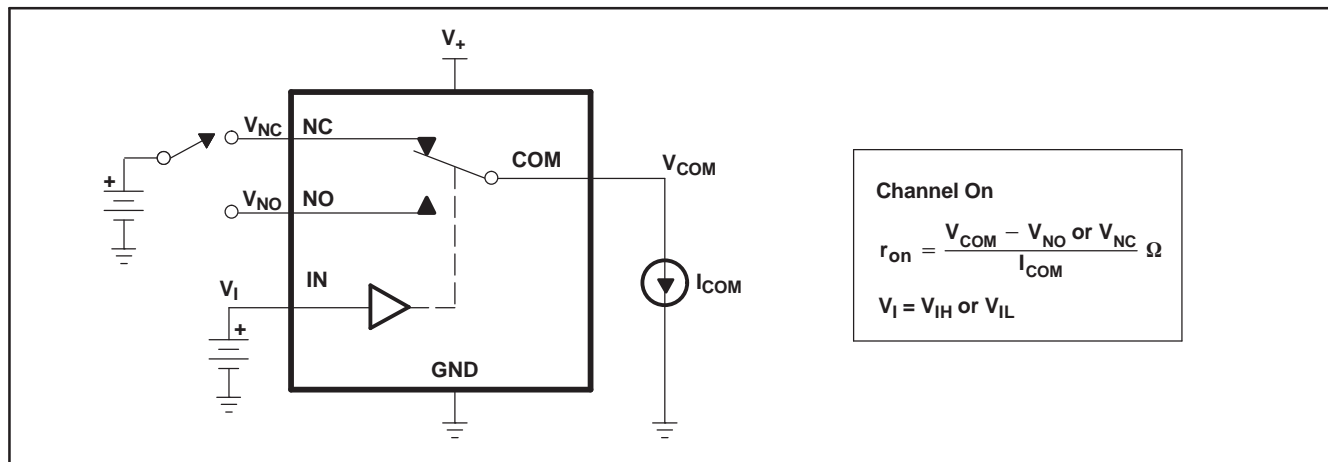 V+
VNC NC
COM
VCOM
+
VNO NO
VI IN
+
ICOM
GND
Channel On
ron = VCOM − VNO or VNC / ICOM Ω
VI = VIH or VIL